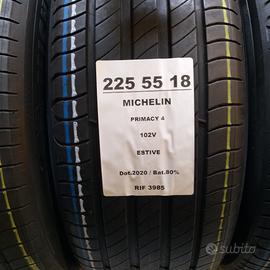 225 55 18
MICHELIN
PRIMACY 4
102V
ESTIVE
Dot.2020 / Bat.80%
RIF 3985
subito